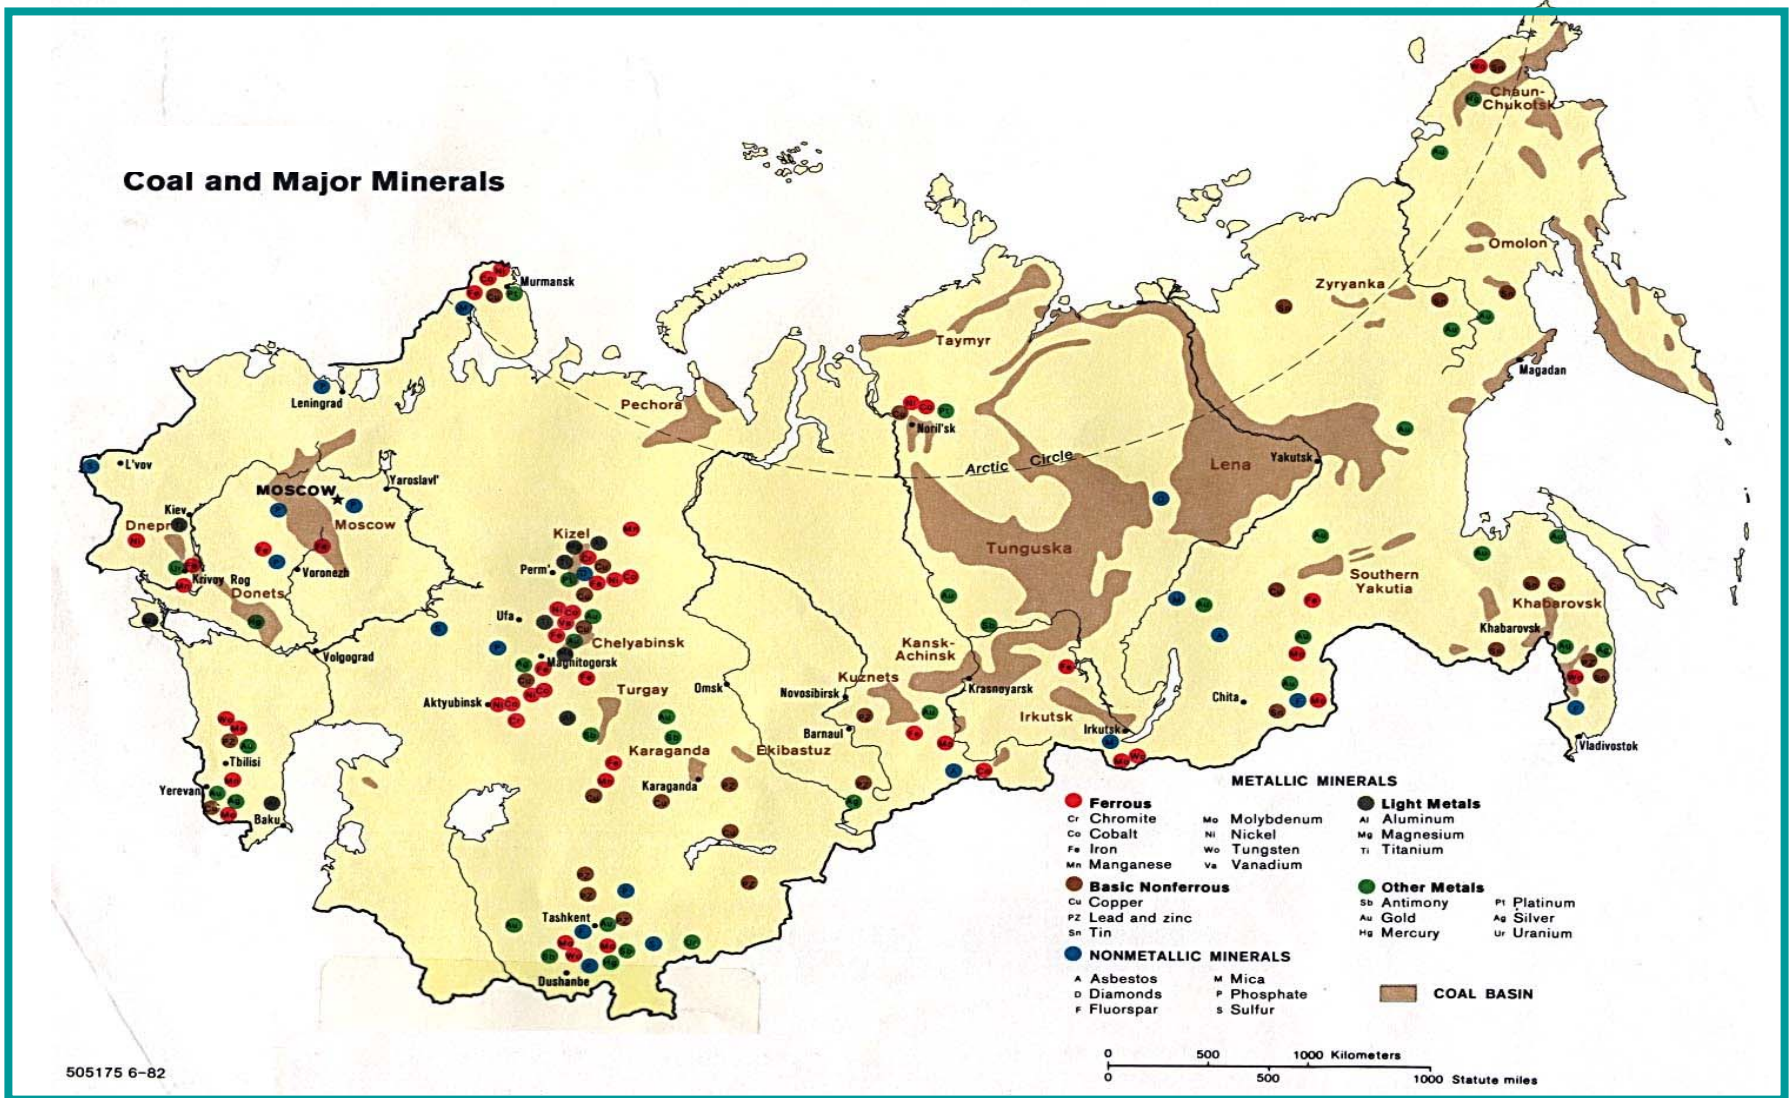 Coal and Major Minerals
Chaun-
Chukotsk
Omolon
Zyryanka
Murmansk
Taymyr
Magadan
Leningrad
Pechora
Noril'sk
Arctic Circle
Lena
Yakutsk
L'vov
MOSCOW
Yaroslavl'
Kiev
Dnepr
Moscow
Kizel
Perm'
Tunguska
Voronezh
Krivoy Rog
Donets
Southern
Yakutia
Khabarovsk
Khabarovsk
Ufa
Chelyabinsk
Magnitogorsk
Volgograd
Kansk-
Achinsk
Kuznets
Krasnoyarsk
Turgay
Omsk
Novosibirsk
Aktyubinsk
Chita
Irkutsk
Irkutsk
Barnaul
Karaganda
Ekibastuz
Vladivostok
Tbilisi
Karaganda
Yerevan
Baku
Tashkent
Dushanbe
METALLIC MINERALS
Ferrous
Cr Chromite
Co Cobalt
Fe Iron
Mn Manganese
Mo Molybdenum
Ni Nickel
Wo Tungsten
Va Vanadium
Light Metals
Al Aluminum
Mg Magnesium
Ti Titanium
Basic Nonferrous
Cu Copper
PZ Lead and zinc
Sn Tin
Other Metals
Sb Antimony
Au Gold
Hg Mercury
Pt Platinum
Ag Silver
Ur Uranium
NONMETALLIC MINERALS
A Asbestos
D Diamonds
F Fluorspar
M Mica
P Phosphate
S Sulfur
COAL BASIN
0 500 1000 Kilometers
0 500 1000 Statute miles
505175 6-82